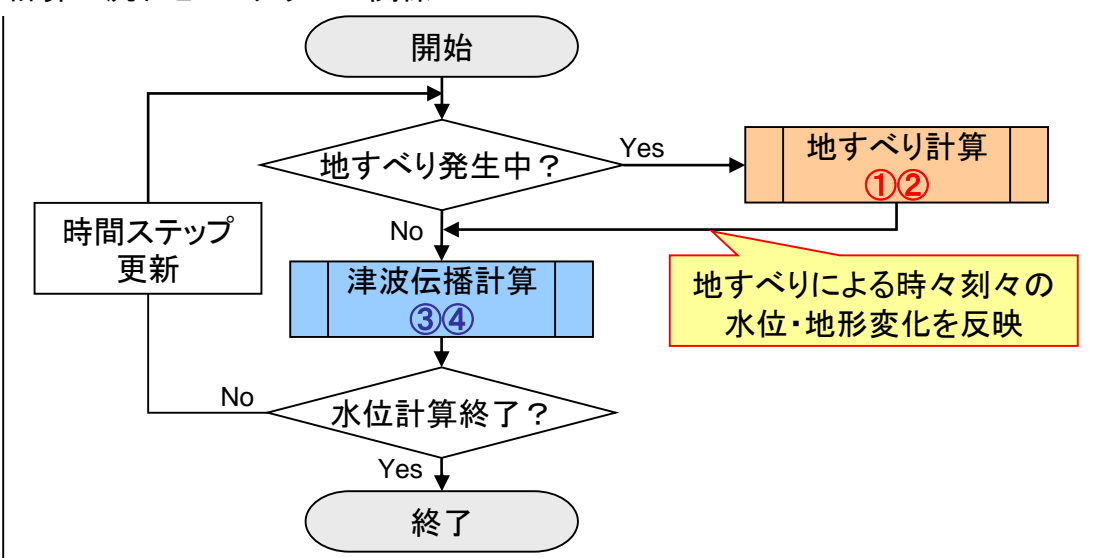 開始
地すべり発生中？
Yes
地すべり計算
①②
No
時間ステップ
更新
津波伝播計算
③④
地すべりによる時々刻々の
水位・地形変化を反映
No
水位計算終了？
Yes
終了